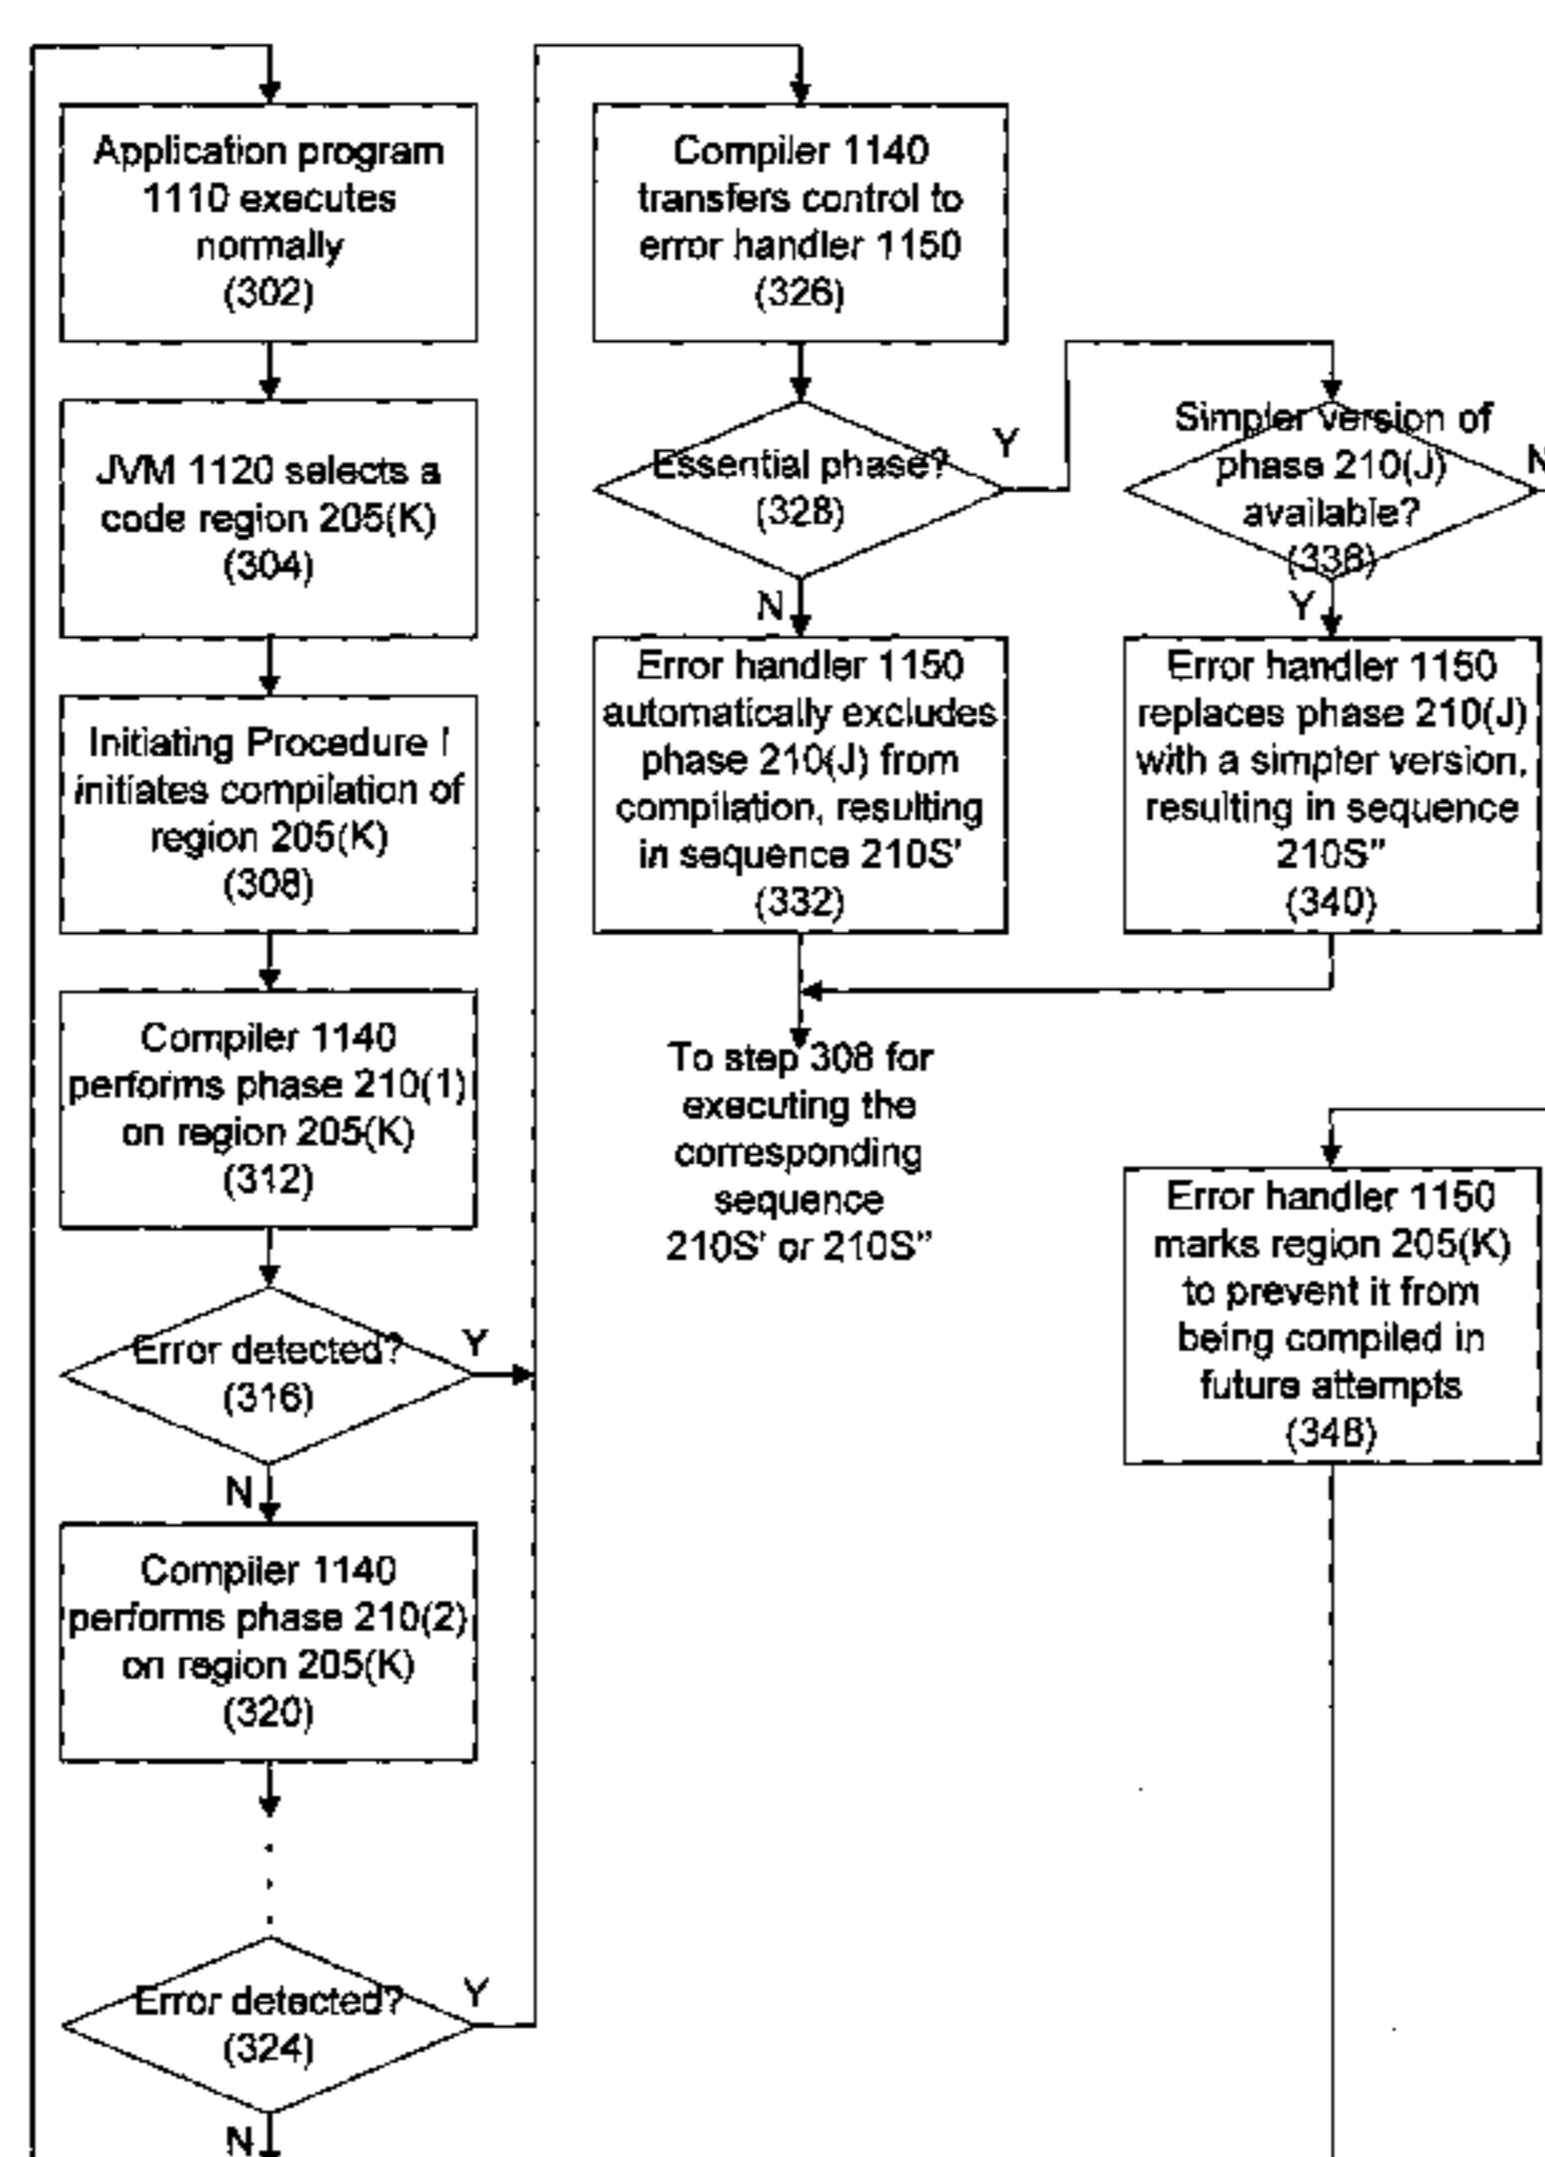 Application program
1110 executes
normally
(302)
JVM 1120 selects a
code region 205(K)
(304)
Initiating Procedure I
initiates compilation of
region 205(K)
(308)
Compiler 1140
performs phase 210(1)
on region 205(K)
(312)
Error detected?
(316)
Y
N
Compiler 1140
performs phase 210(2)
on region 205(K)
(320)
Error detected?
(324)
Y
N
Compiler 1140
transfers control to
error handler 1150
(326)
Essential phase?
(328)
Y
N
Error handler 1150
automatically excludes
phase 210(J) from
compilation, resulting
in sequence 210S'
(332)
To step 308 for
executing the
corresponding
sequence
210S' or 210S''
Simpler version of
phase 210(J)
available?
(336)
N
Y
Error handler 1150
replaces phase 210(J)
with a simpler version,
resulting in sequence
210S''
(340)
Error handler 1150
marks region 205(K)
to prevent it from
being compiled in
future attempts
(348)